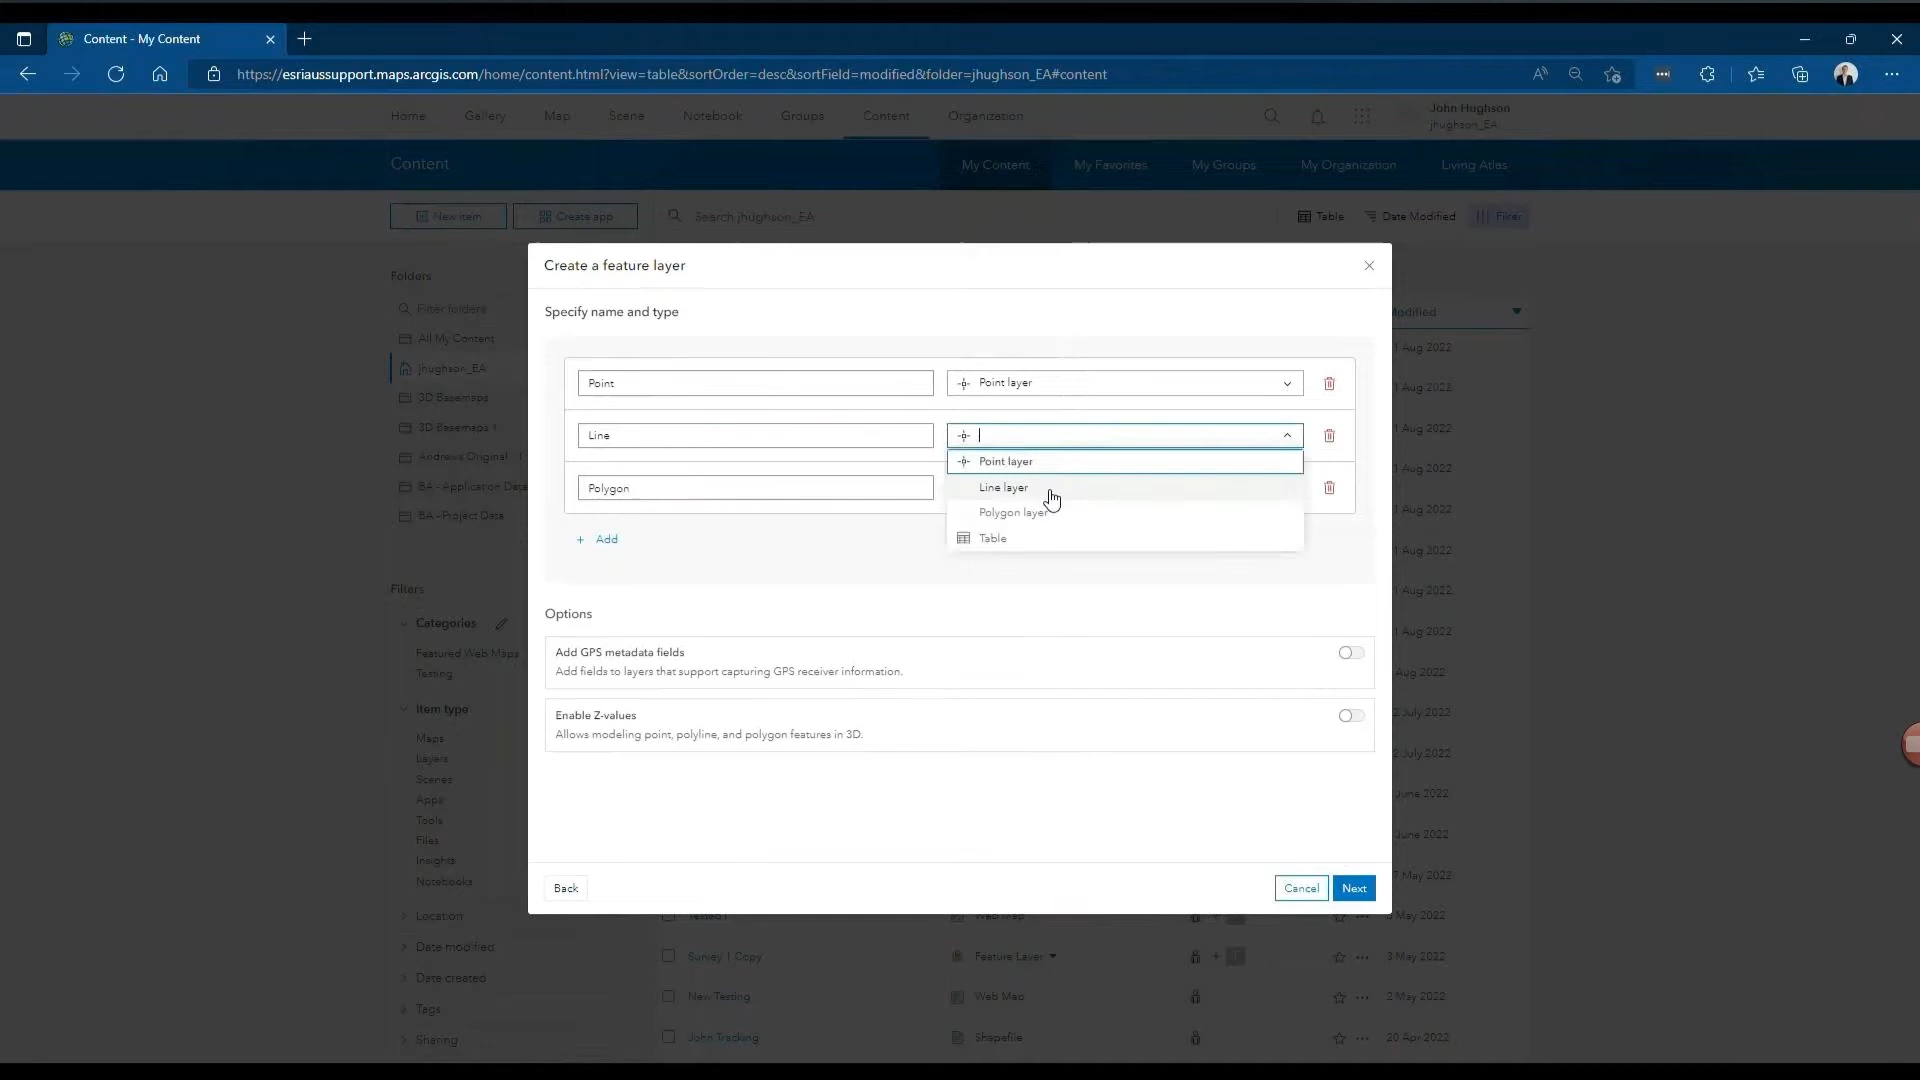 Content - My Content
https://esriaussupport.maps.arcgis.com/home/content.html?view=table&sortOrder=desc&sortField=modified&folder=jhughson_EA#content
Home Gallery Map Scene Notebook Groups Content Organization
John Hughson
jhughson_EA
Content
My Content My Favorites My Groups My Organization Living Atlas
New item Create app Search jhughson_EA Table Date Modified Filter
Create a feature layer
Folders
Specify name and type
Filter folders
Modified
All My Content
1 Aug 2022
jhughson_EA
Point Point layer
1 Aug 2022
3D Basemaps
3D Basemaps 1
1 Aug 2022
Line
Andrews Original
Point layer
1 Aug 2022
BA - Application Data
Polygon
Line layer
BA - Project Data
Polygon layer
1 Aug 2022
+ Add
Table
1 Aug 2022
Filters
1 Aug 2022
Options
Categories
1 Aug 2022
Featured Web Maps
Add GPS metadata fields
Testing
Add fields to layers that support capturing GPS receiver information.
Aug 2022
Item type
Enable Z-values
2 July 2022
Allows modeling point, polyline, and polygon features in 3D.
Maps
Layers
2 July 2022
Scenes
Apps
June 2022
Tools
Files
June 2022
Insights
Notebooks
7 May 2022
Back Cancel Next
Location
Web Map
May 2022
Date modified
Survey 1 Copy Feature Layer 3 May 2022
Date created
New Testing Web Map 2 May 2022
Tags
Sharing
John Tracking Shapefile 20 Apr 2022